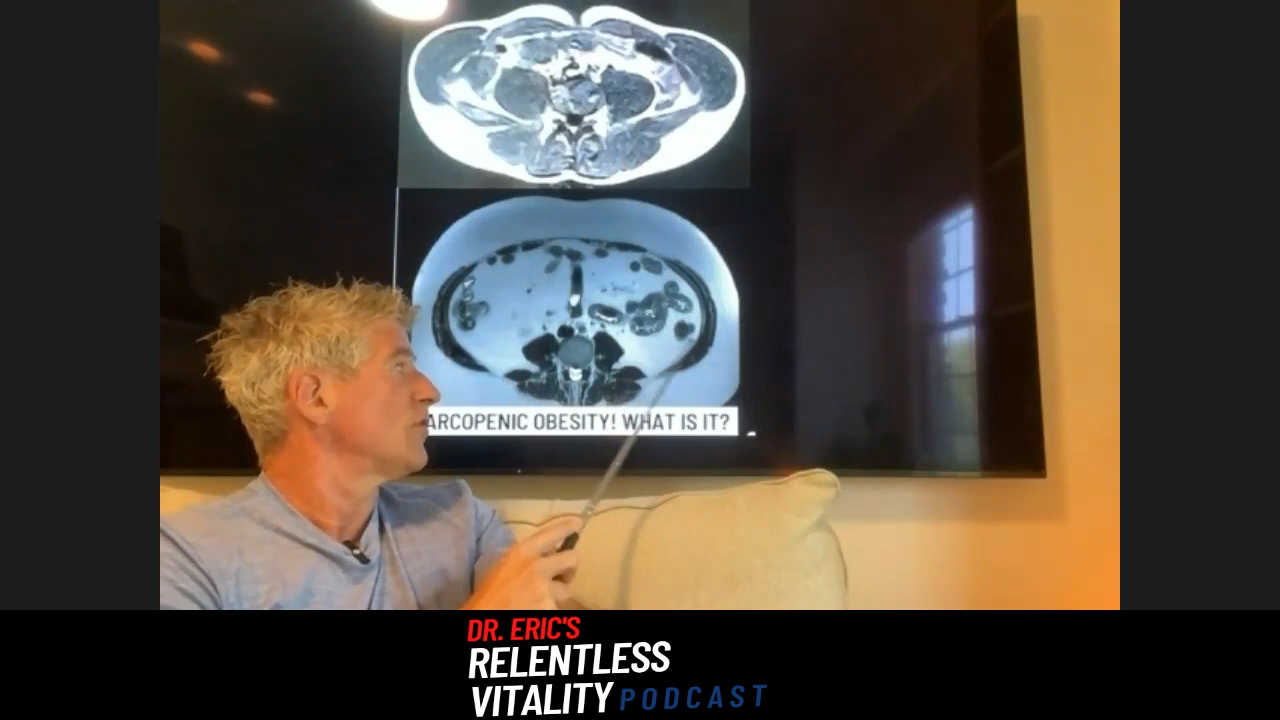 ARCOPENIC OBESITY! WHAT IS IT?
DR. ERIC'S
RELENTLESS
VITALITY PODCAST